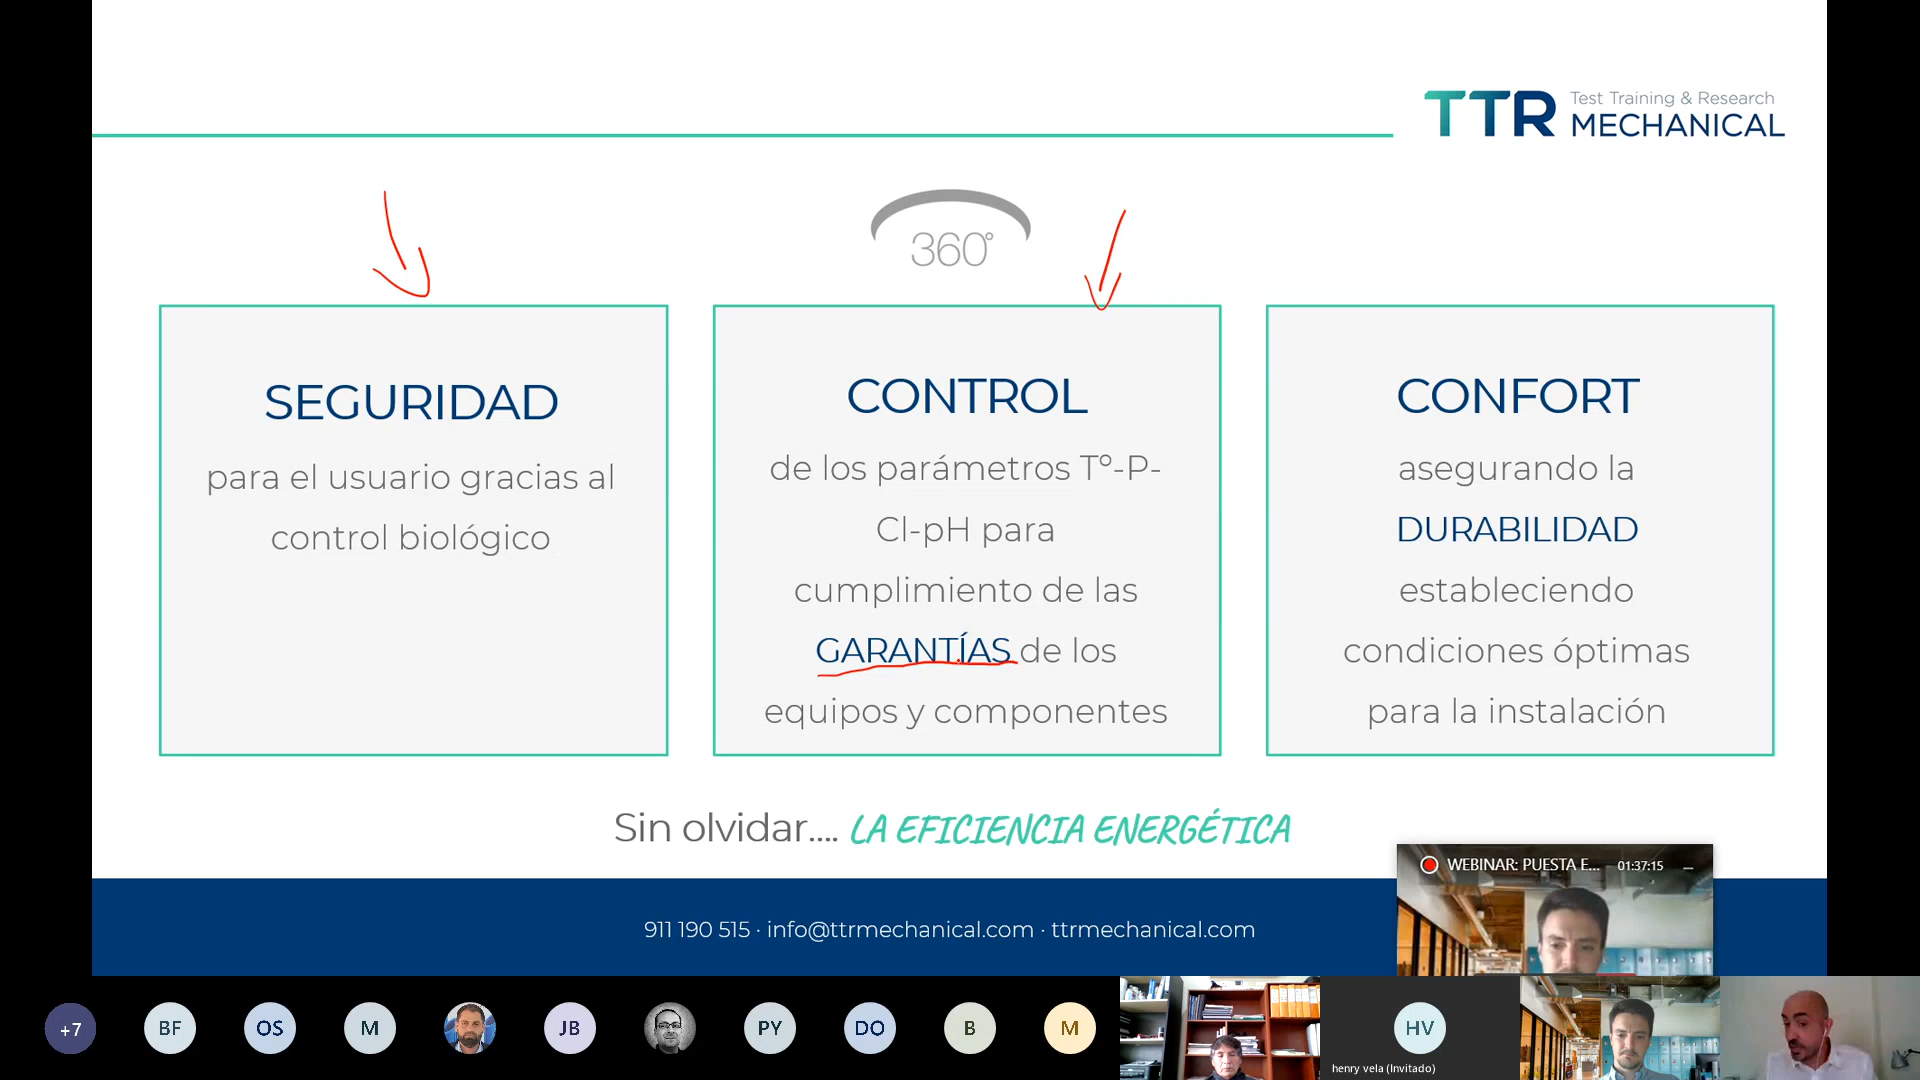 TTR Test Training & Research
MECHANICAL
360°
SEGURIDAD
para el usuario gracias al
control biológico
CONTROL
de los parámetros Tº-P-
Cl-pH para
cumplimiento de las
GARANTÍAS de los
equipos y componentes
CONFORT
asegurando la
DURABILIDAD
estableciendo
condiciones óptimas
para la instalación
Sin olvidar.... LA EFICIENCIA ENERGÉTICA
WEBINAR: PUESTA E... 01:37:15
911 190 515 · info@ttrmechanical.com · ttrmechanical.com
+7
BF
OS
M
JB
PY
DO
B
M
HV
henry vela (Invitado)